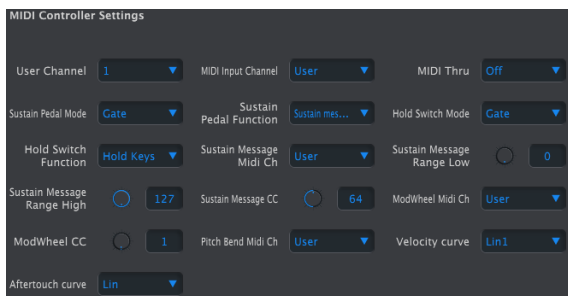 MIDI Controller Settings
User Channel 1 MIDI Input Channel User MIDI Thru Off
Sustain Pedal Mode Gate Sustain Pedal Function Sustain mes... Hold Switch Mode Gate
Hold Switch Function Hold Keys Sustain Message Midi Ch User Sustain Message Range Low 0
Sustain Message Range High 127 Sustain Message CC 64 ModWheel Midi Ch User
ModWheel CC 1 Pitch Bend Midi Ch User Velocity curve Lin1
Aftertouch curve Lin